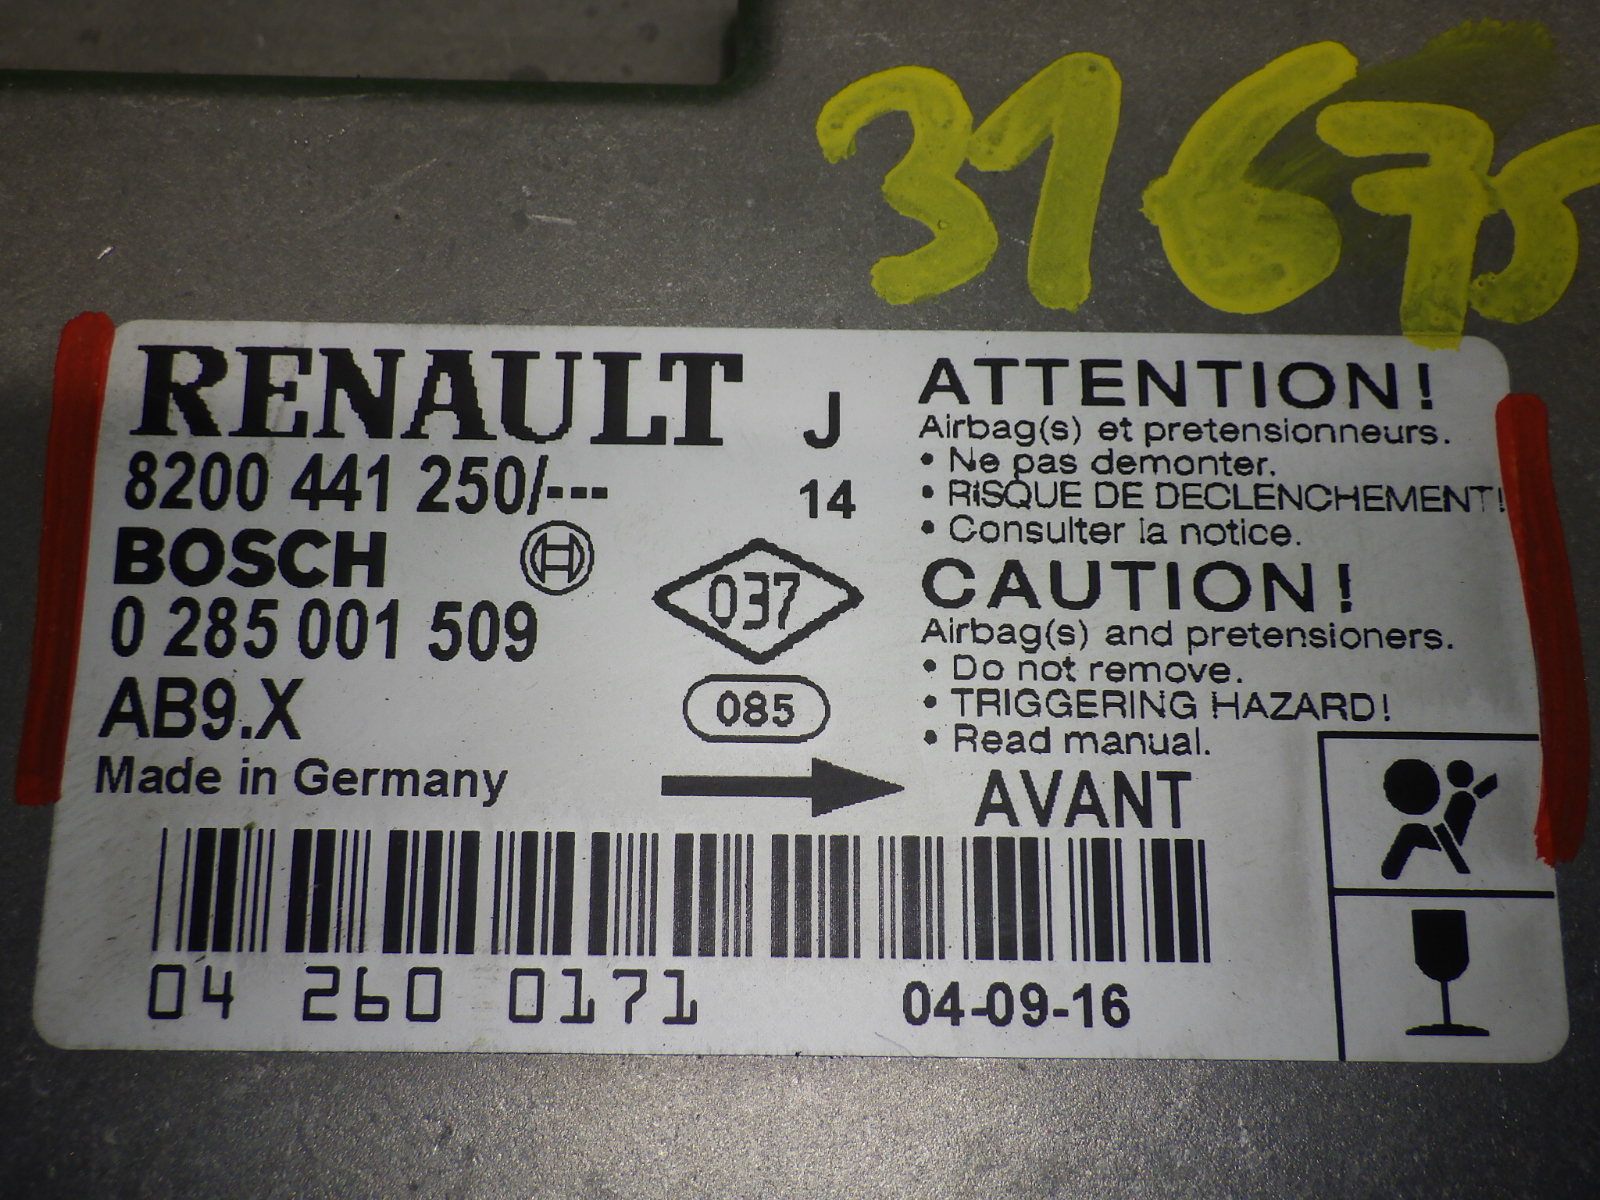 31675
RENAULT J
8200 441 250/---
14
BOSCH
0 285 001 509
037
AB9.X
085
Made in Germany
ATTENTION!
Airbag(s) et pretensionneurs.
• Ne pas demonter.
• RISQUE DE DECLENCHEMENT!
• Consulter la notice.
CAUTION!
Airbag(s) and pretensioners.
• Do not remove.
• TRIGGERING HAZARD!
• Read manual.
AVANT
04 260 0171
04-09-16